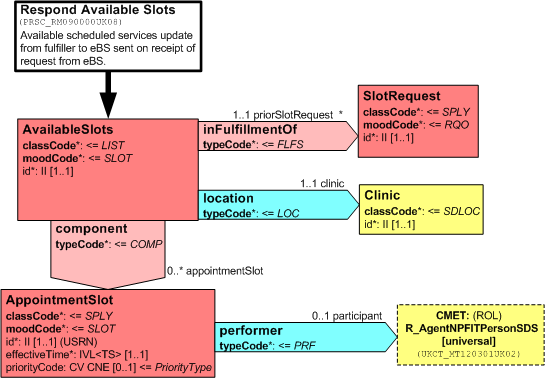 Respond Available Slots
(PRSC_RM090000UK08)
Available scheduled services update
from fulfiller to eBS sent on receipt of
request from eBS.
AvailableSlots
classCode*: <= LIST
moodCode*: <= SLOT
id*: II [1..1]
1..1 priorSlotRequest *
inFulfillmentOf
typeCode*: <= FLFS
SlotRequest
classCode*: <= SPLY
moodCode*: <= RQO
id*: II [1..1]
1..1 clinic
location
typeCode*: <= LOC
Clinic
classCode*: <= SDLOC
id*: II [1..1]
component
typeCode*: <= COMP
0..* appointmentSlot
AppointmentSlot
classCode*: <= SPLY
moodCode*: <= SLOT
id*: II [1..1] (USRN)
effectiveTime*: IVL<TS> [1..1]
priorityCode: CV CNE [0..1] <= PriorityType
0..1 participant
performer
typeCode*: <= PRF
CMET: (ROL)
R_AgentNPFITPersonSDS
[universal]
(UKCT_MT120301UK02)